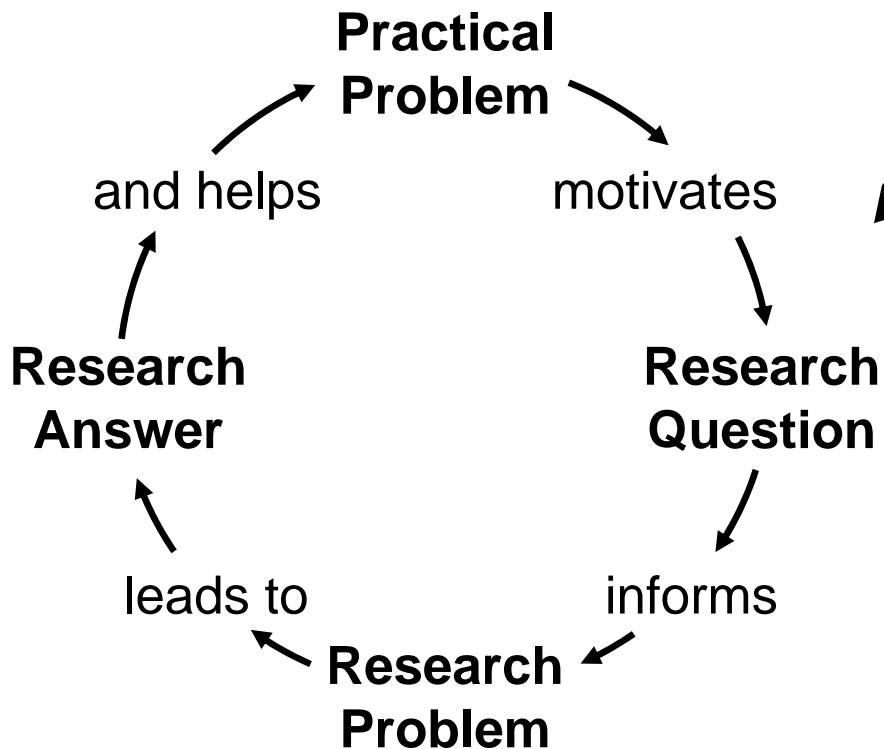 Practical
Problem
motivates
Research
Question
informs
Research
Problem
leads to
Research
Answer
and helps